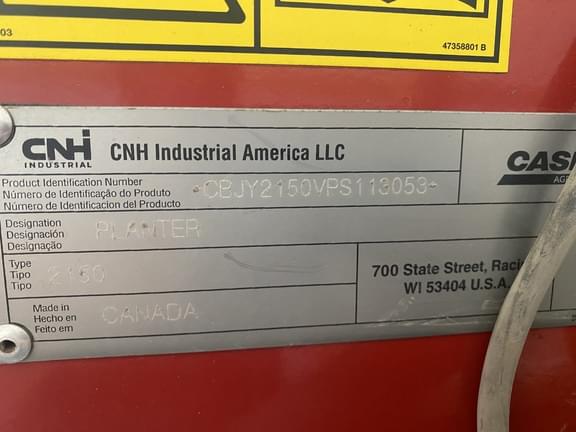 03
47358801 B
CNH
INDUSTRIAL
CNH Industrial America LLC
CASE
Product Identification Number
Número de Identificação do Produto
Número de Identificacion del Producto
*CBJY2150VPS113053*
Designation
Designación
Designação
PLANTER
Type
Tipo
Tipo
2150
700 State Street,
WI 53404 U.S.A.
Made in
Hecho en
Feito em
CANADA